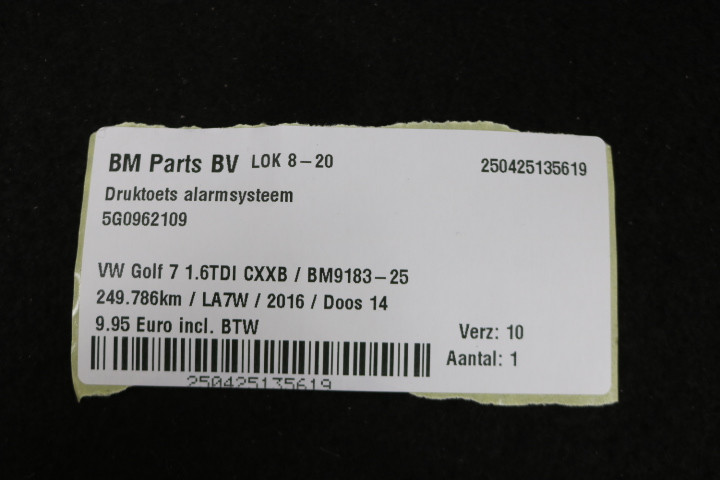 BM Parts BV LOK 8-20 250425135619
Druktoets alarmsysteem
5G0962109
VW Golf 7 1.6TDI CXXB / BM9183-25
249.786km / LA7W / 2016 / Doos 14
9.95 Euro incl. BTW
Verz: 10
Aantal: 1
250425135619